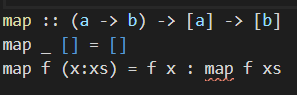 map :: (a -> b) -> [a] -> [b]
map _ [] = []
map f (x:xs) = f x : map f xs